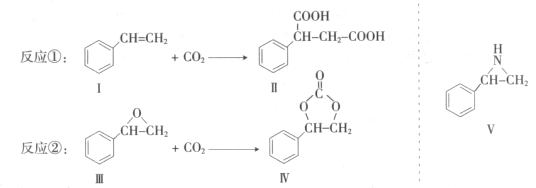 COOH
反应①: CH=CH₂ + CO₂ → CH—CH₂—COOH
I II
O
C
O O O
反应②: CH—CH₂ + CO₂ → CH—CH₂
III IV
H
N
CH—CH₂
V